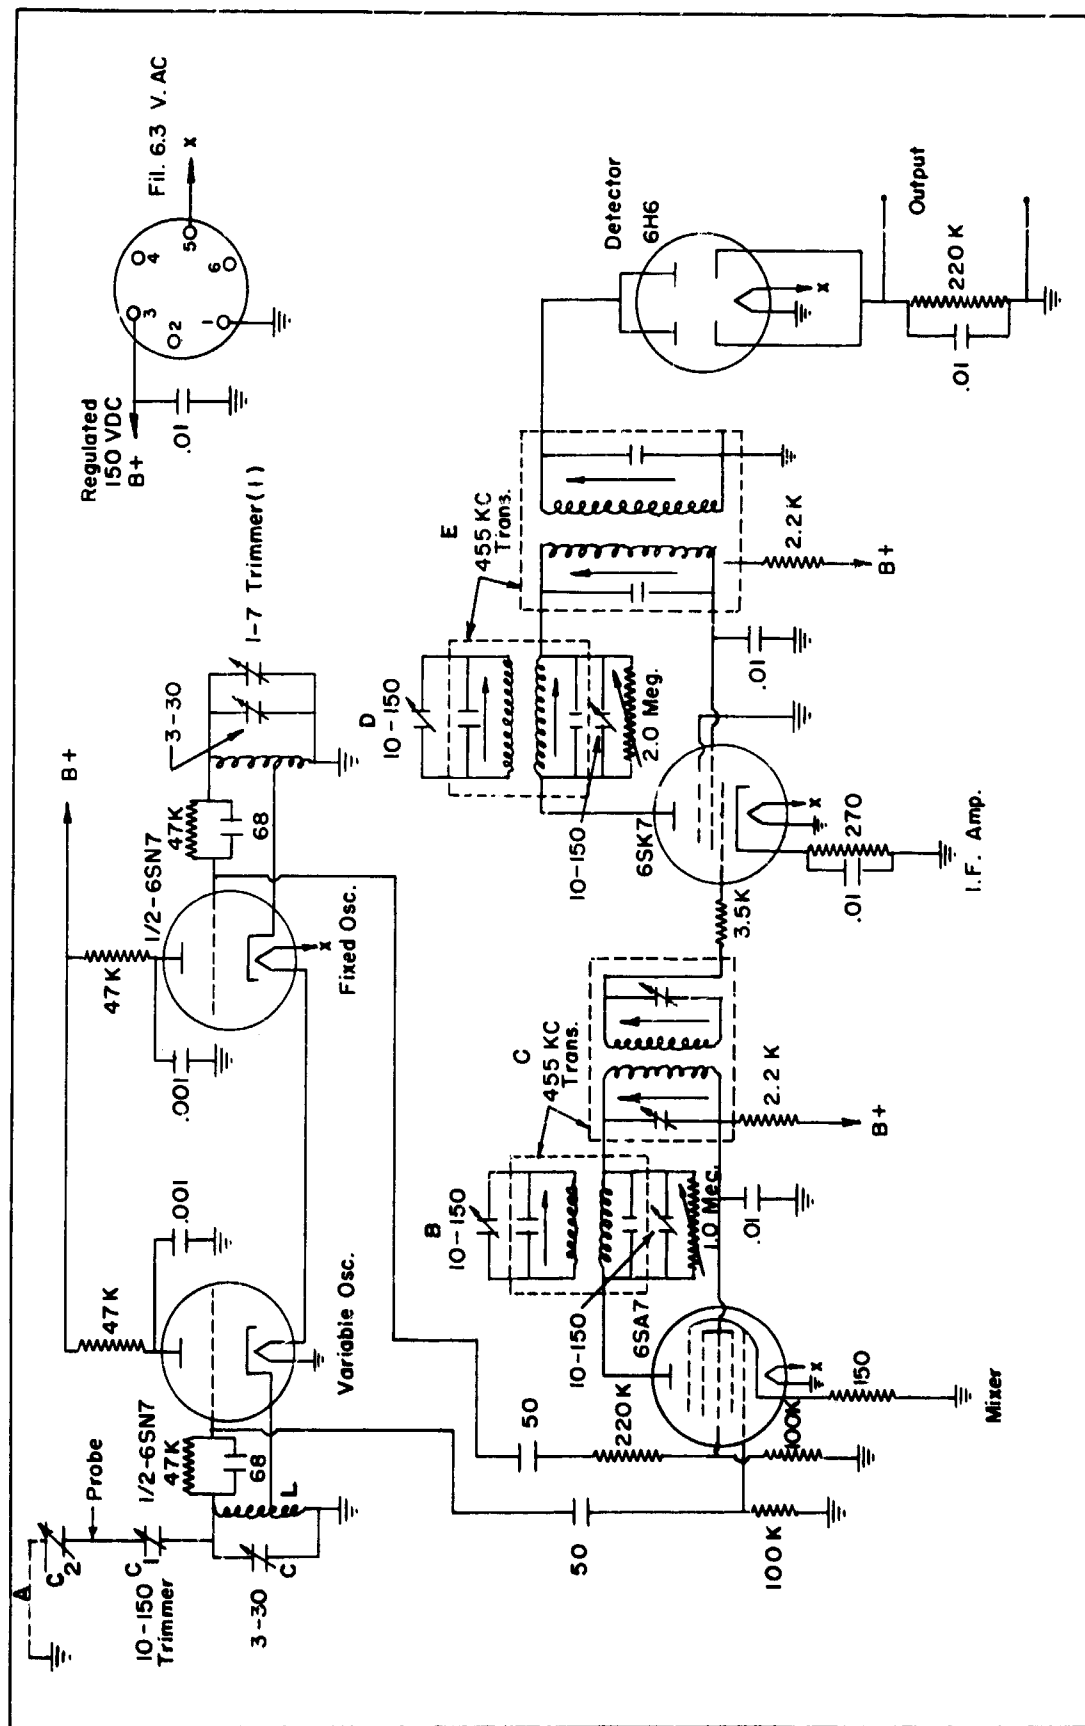 A
C2
Probe
C1
10-150
Trimmer
3-30
C
L
1/2-6SN7
47K
68
47K
.001
Variable Osc.
B+
47K
.001
1/2-6SN7
47K
68
x
Fixed Osc.
3-30
1-7 Trimmer(1)
Regulated
150 VDC
B+
.01
3
4
2
5
1
6
Fil. 6.3 V. AC
x
50
100K
50
220K
100K
6SA7
x
150
Mixer
B
10-150
10-150
1.0 Meg.
C
455 KC
Trans.
.01
2.2K
B+
3.5K
6SK7
x
270
.01
I.F. Amp.
D
10-150
10-150
2.0 Meg.
E
455 KC
Trans.
.01
2.2K
B+
Detector
6H6
x
.01
220K
Output